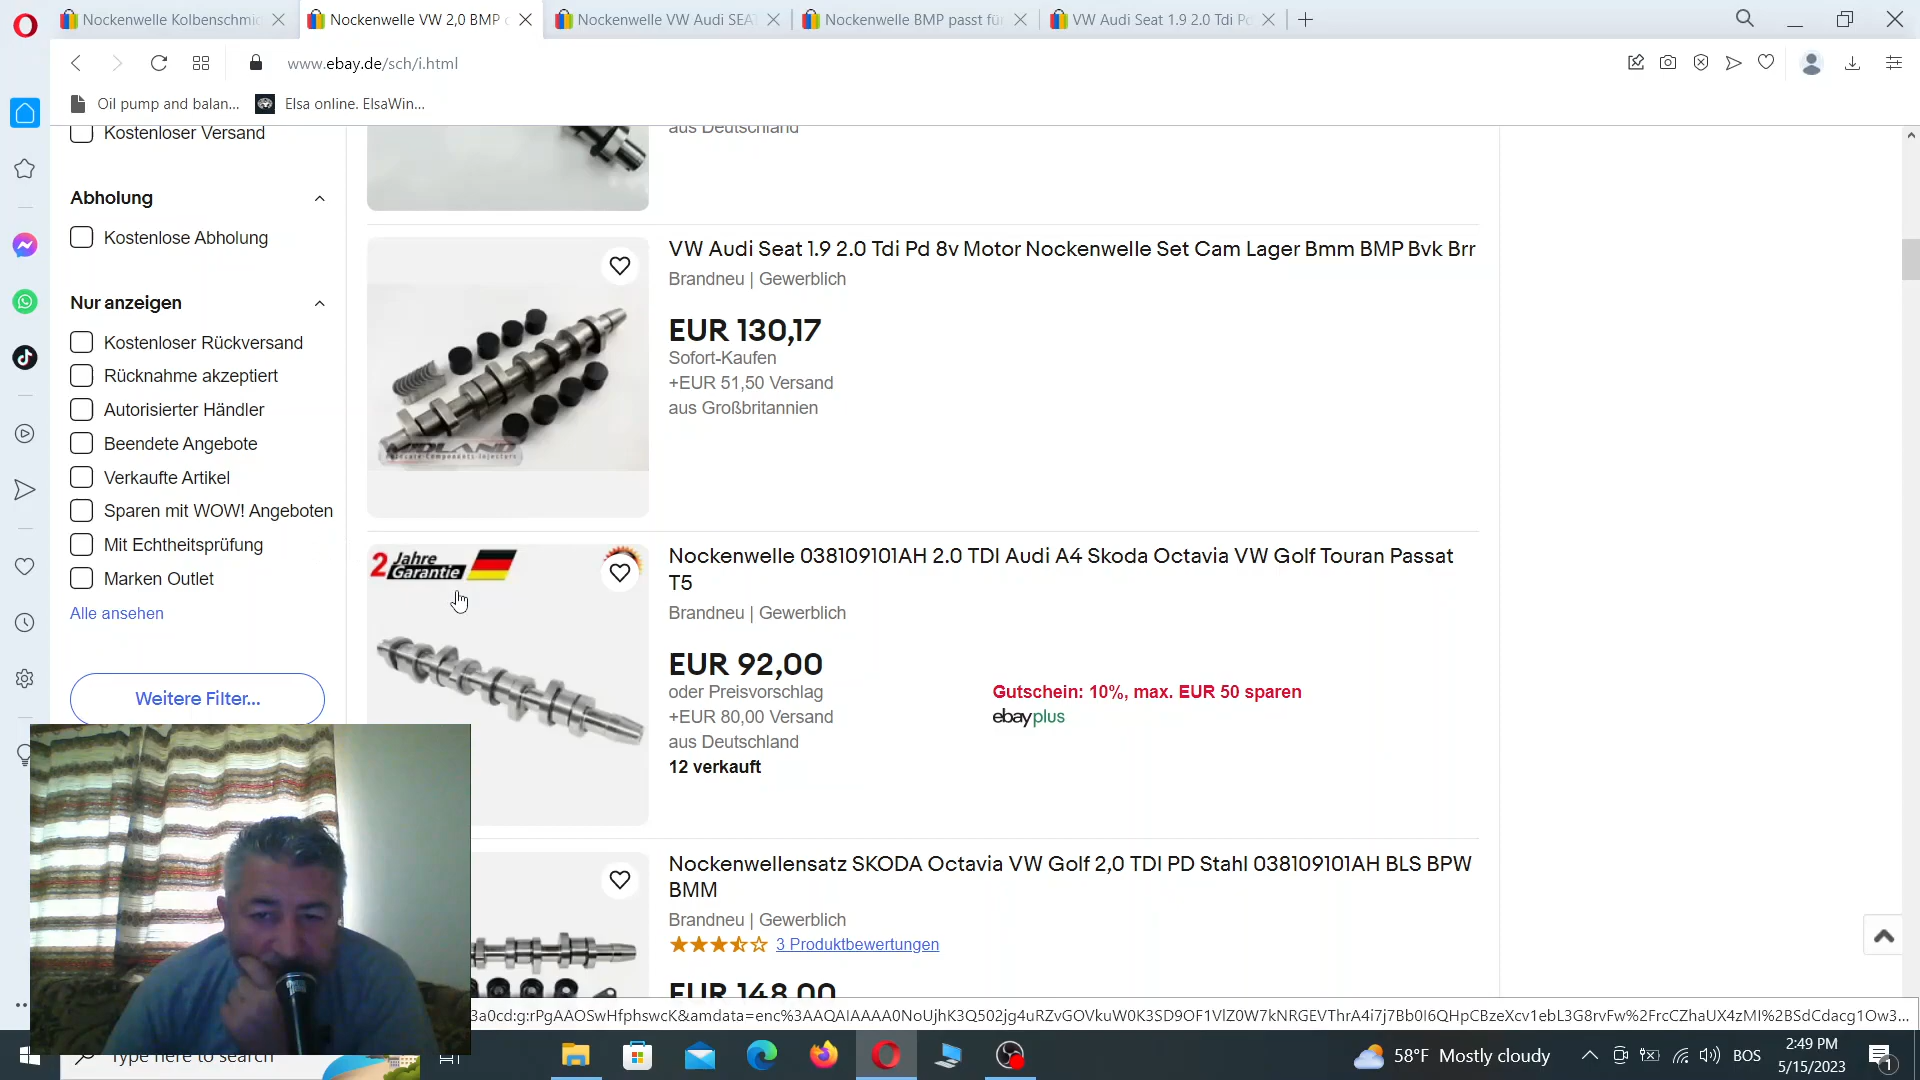 Nockenwelle Kolbenschmi
Nockenwelle VW 2,0 BMP
Nockenwelle VW Audi SEA
Nockenwelle BMP passt fü
VW Audi Seat 1.9 2.0 Tdi P
www.ebay.de/sch/i.html
Oil pump and balan...
Elsa online. ElsaWin...
Kostenloser Versand
aus Deutschland
Abholung
Kostenlose Abholung
Nur anzeigen
Kostenloser Rückversand
Rücknahme akzeptiert
Autorisierter Händler
Beendete Angebote
Verkaufte Artikel
Sparen mit WOW! Angeboten
Mit Echtheitsprüfung
Marken Outlet
Alle ansehen
Weitere Filter...
VW Audi Seat 1.9 2.0 Tdi Pd 8v Motor Nockenwelle Set Cam Lager Bmm BMP Bvk Brr
Brandneu | Gewerblich
EUR 130,17
Sofort-Kaufen
+EUR 51,50 Versand
aus Großbritannien
2 Jahre
Garantie
Nockenwelle 038109101AH 2.0 TDI Audi A4 Skoda Octavia VW Golf Touran Passat
T5
Brandneu | Gewerblich
EUR 92,00
oder Preisvorschlag
+EUR 80,00 Versand
aus Deutschland
12 verkauft
Gutschein: 10%, max. EUR 50 sparen
ebayplus
Nockenwellensatz SKODA Octavia VW Golf 2,0 TDI PD Stahl 038109101AH BLS BPW
BMM
Brandneu | Gewerblich
3 Produktbewertungen
EUR 148,00
Type here to search
58°F Mostly cloudy
BOS
2:49 PM
5/15/2023
1